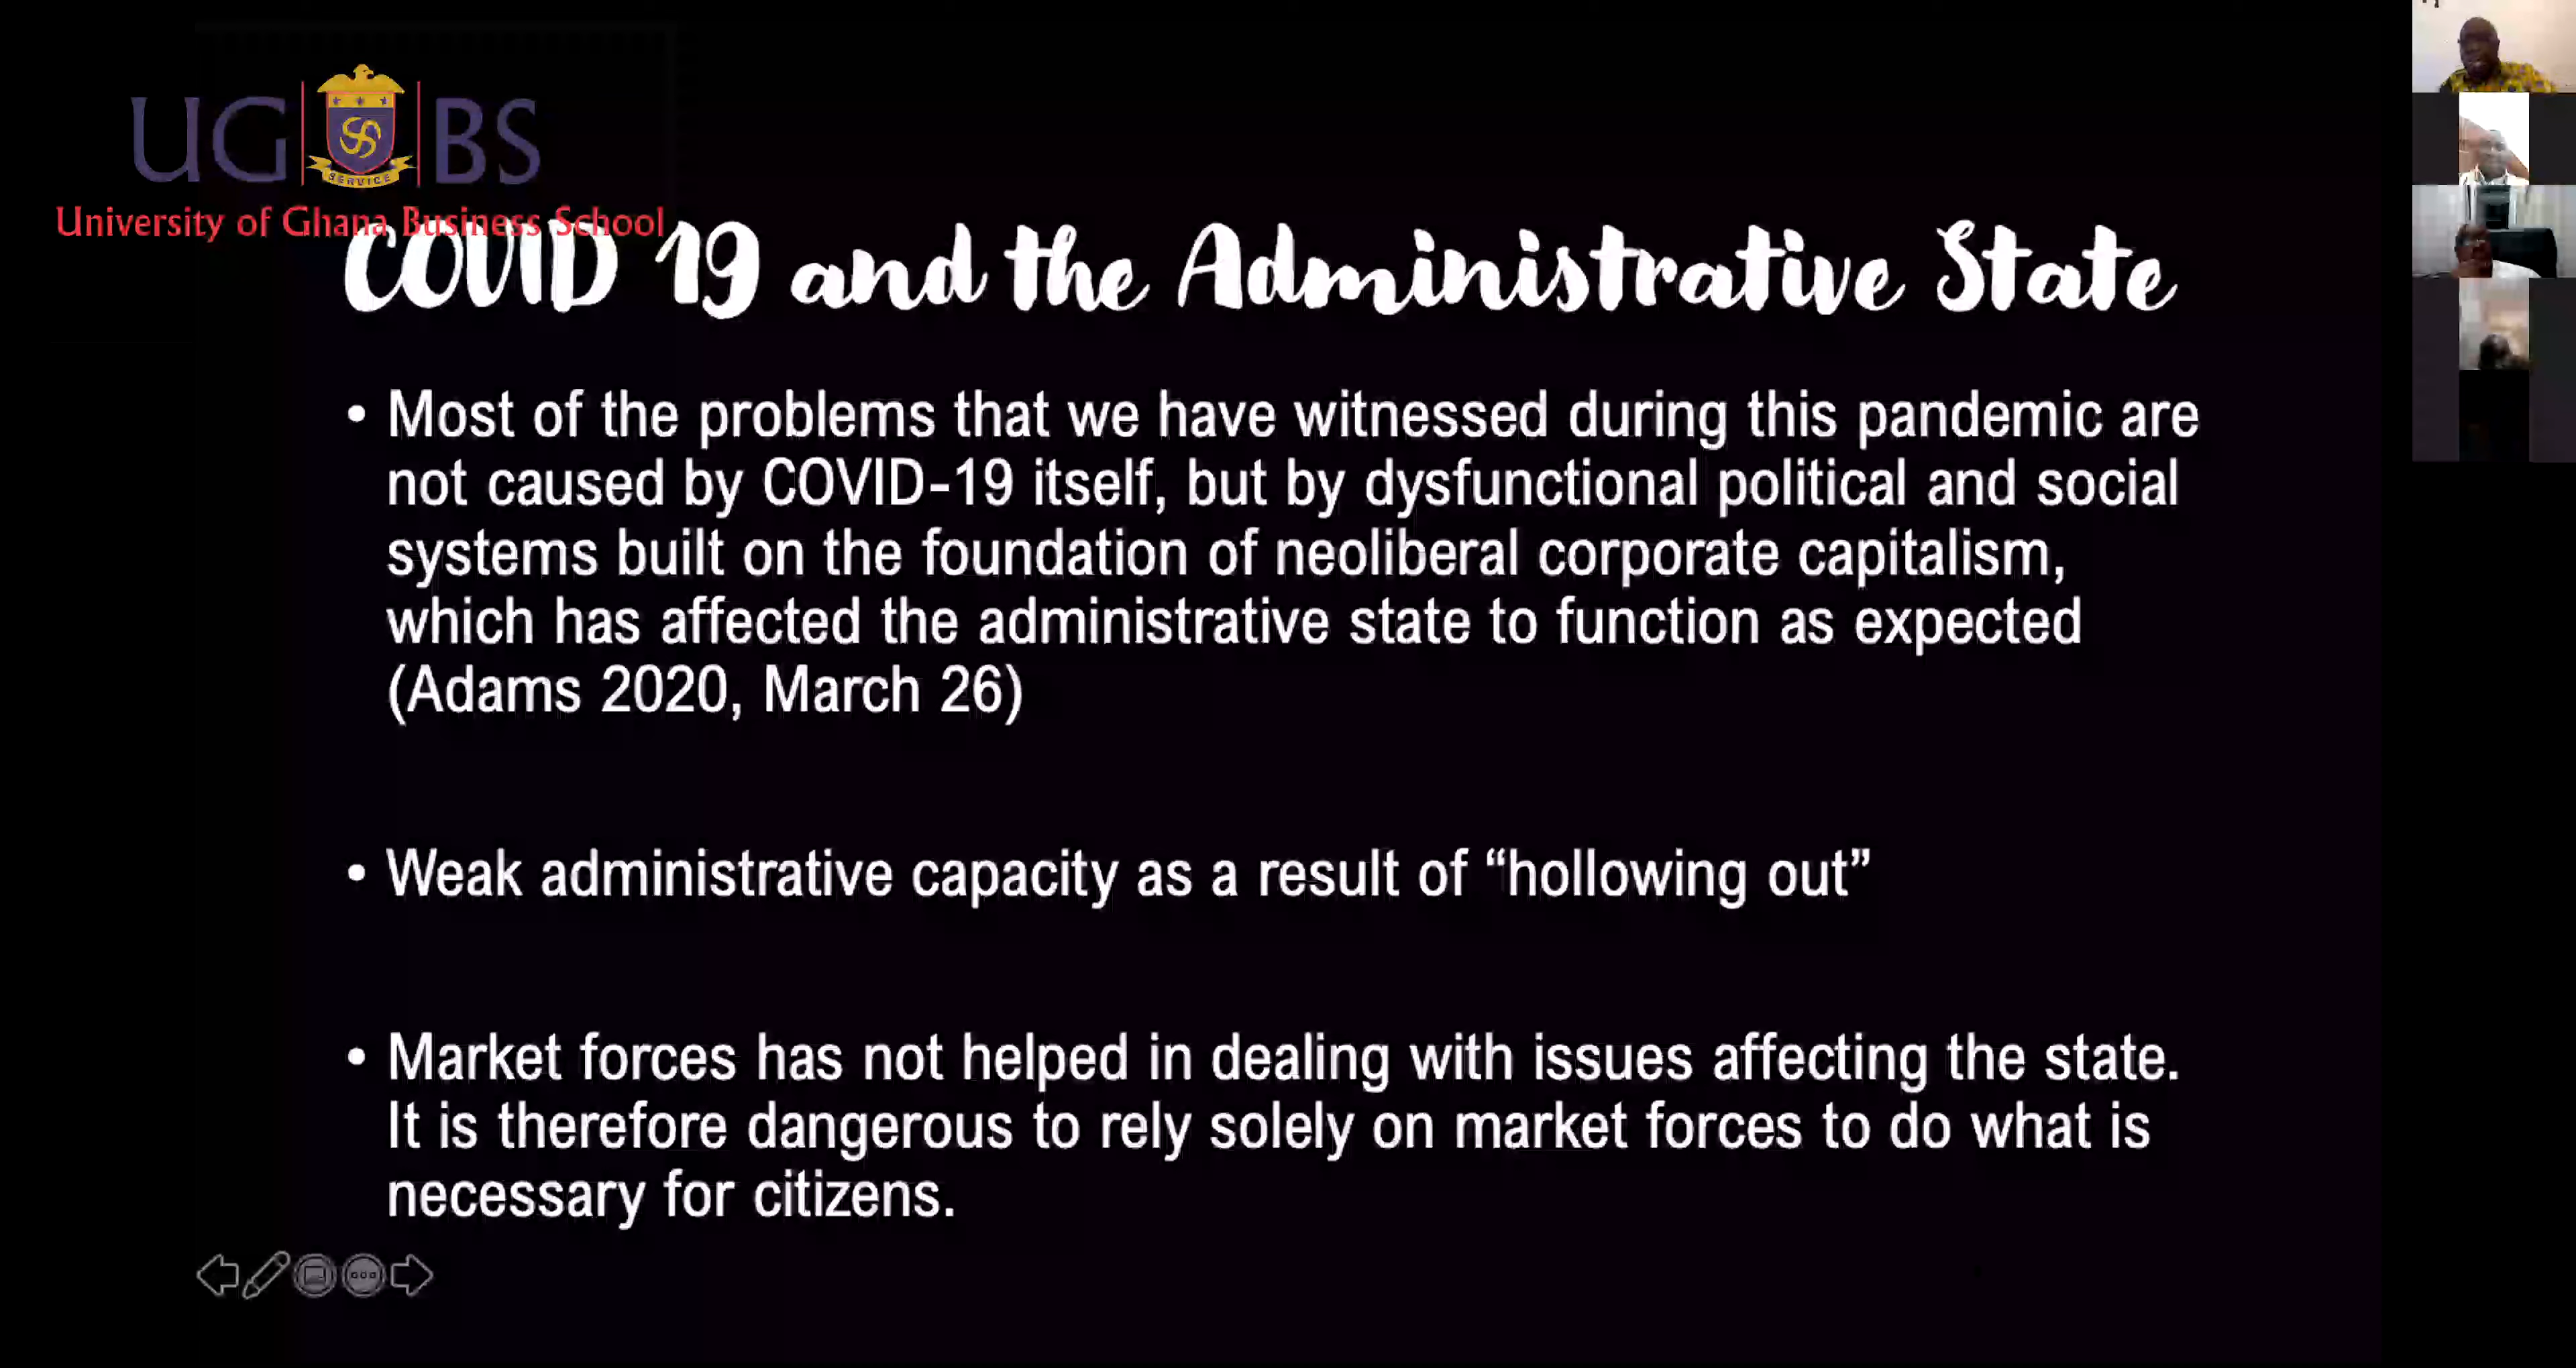 UG BS
SERVICE
University of Ghana Business School
COVID 19 and the Administrative State
• Most of the problems that we have witnessed during this pandemic are
not caused by COVID-19 itself, but by dysfunctional political and social
systems built on the foundation of neoliberal corporate capitalism,
which has affected the administrative state to function as expected
(Adams 2020, March 26)
• Weak administrative capacity as a result of “hollowing out”
• Market forces has not helped in dealing with issues affecting the state.
It is therefore dangerous to rely solely on market forces to do what is
necessary for citizens.